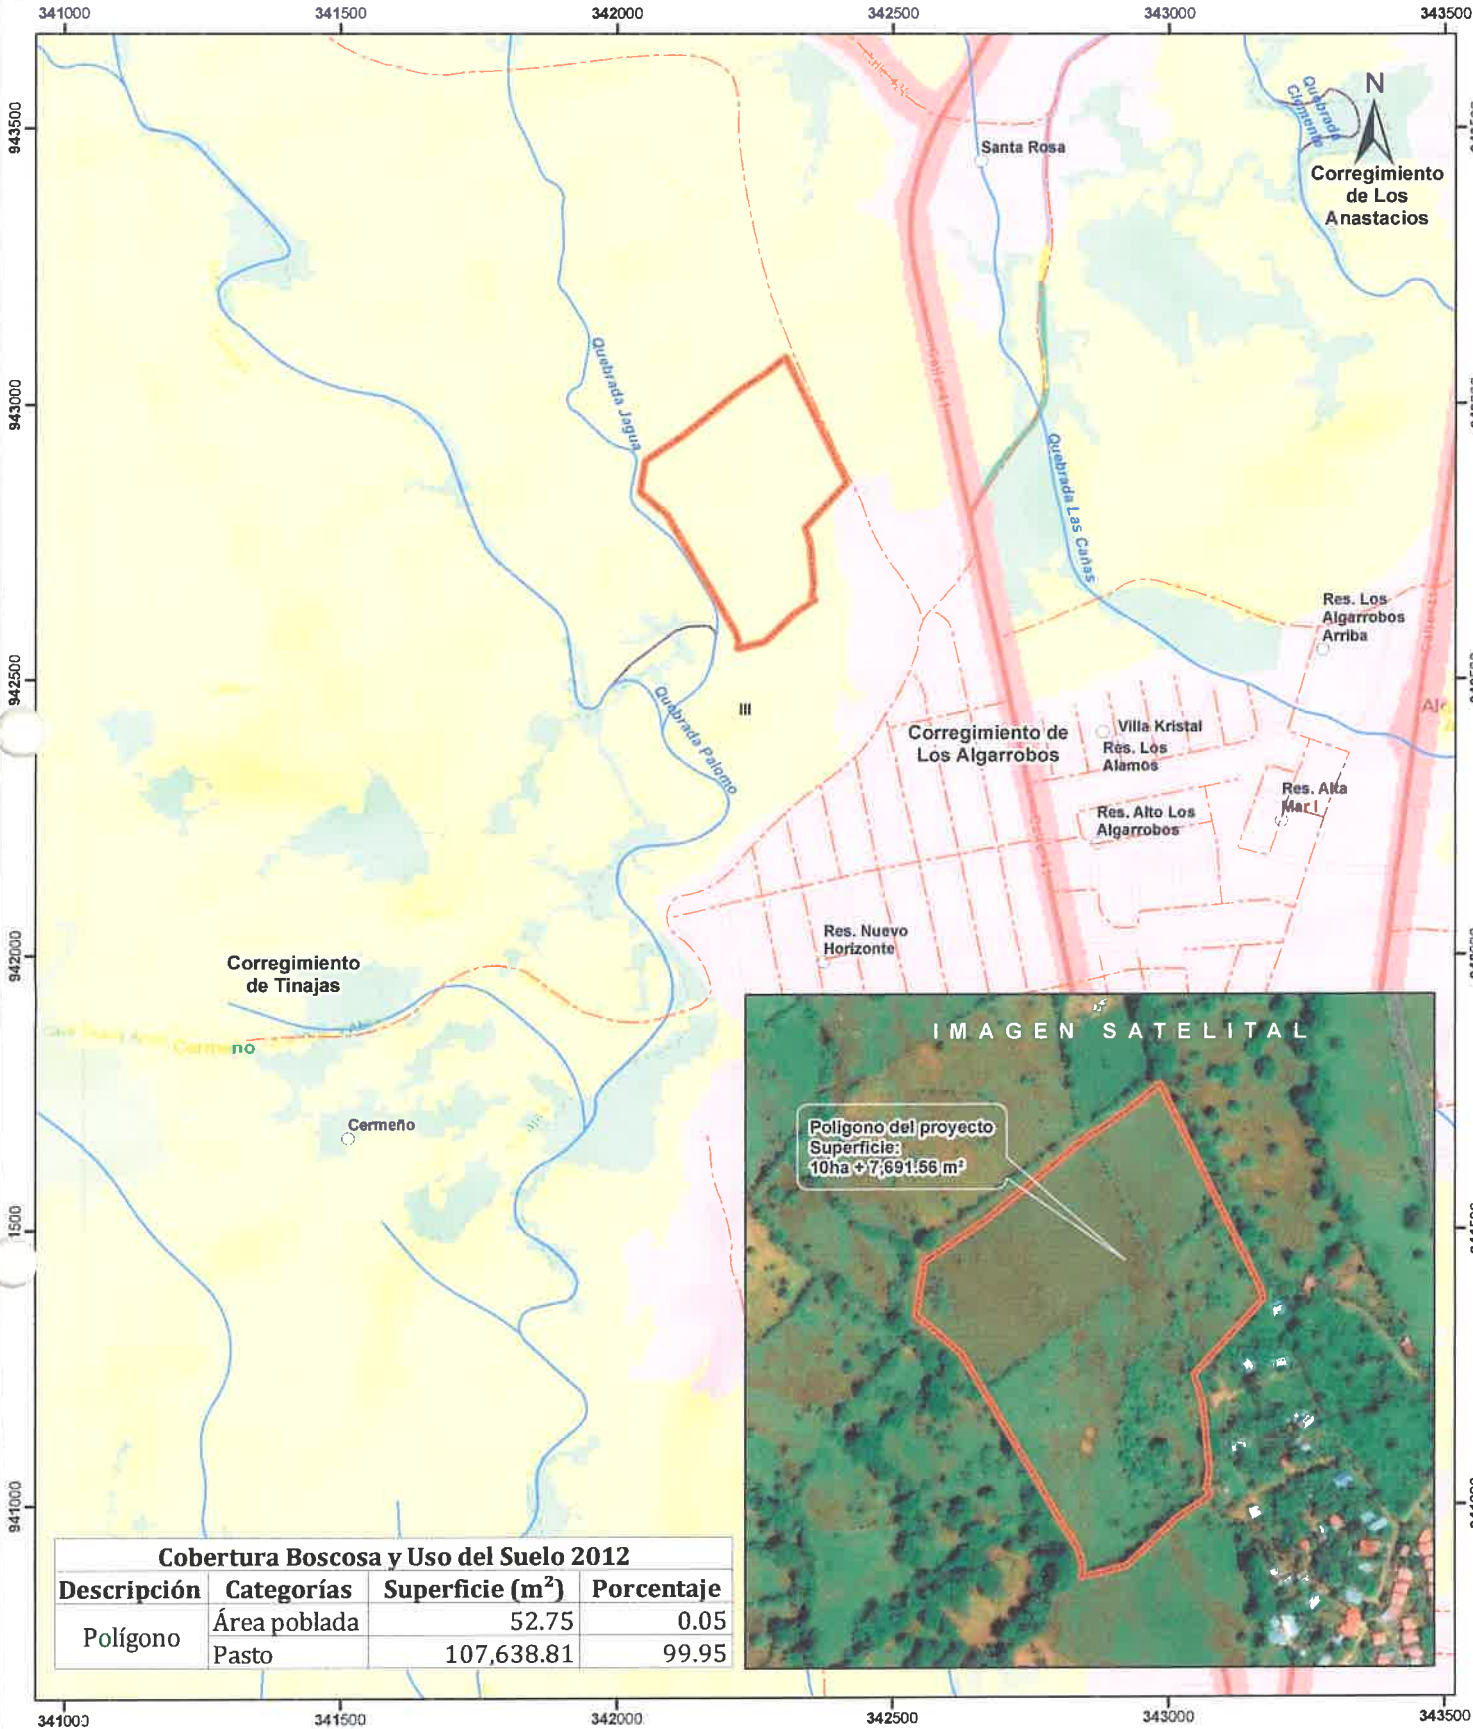 341000 341500 342000 342500 343000 343500
943500
943000
942500
942000
1500
941000
N
Quebrada
Clemente
Corregimiento
de Los
Anastacios
Santa Rosa
Quebrada Jagua
Quebrada Las Cañas
Res. Los
Algarrobos
Arriba
III
Quebrada Palomo
Corregimiento de
Los Algarrobos
Villa Kristal
Res. Los
Alamos
Res. Alta
Mar I
Res. Alto Los
Algarrobos
Res. Nuevo
Horizonte
Corregimiento
de Tinajas
Cermeño
IMAGEN SATELITAL
Polígono del proyecto
Superficie:
10ha + 7,691.56 m²
Cobertura Boscosa y Uso del Suelo 2012
Descripción Categorías Superficie (m²) Porcentaje
Polígono
Área poblada 52.75 0.05
Pasto 107,638.81 99.95
341000 341500 342000 342500 343000 343500